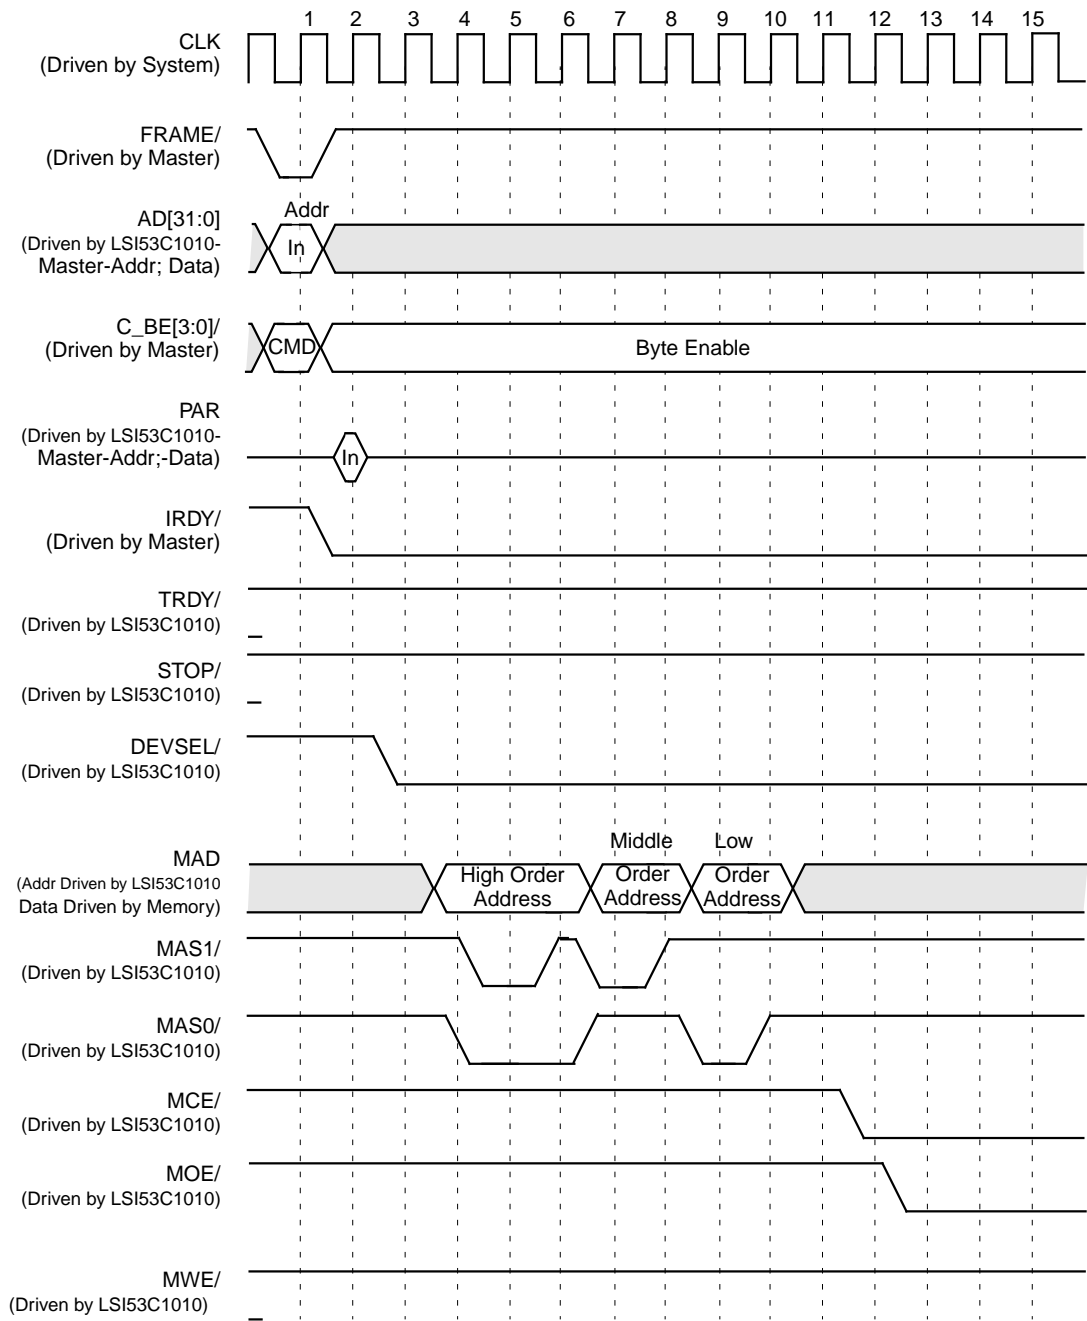 1 2 3 4 5 6 7 8 9 10 11 12 13 14 15
CLK
(Driven by System)
FRAME/
(Driven by Master)
Addr
AD[31:0]
(Driven by LSI53C1010-
Master-Addr; Data)
In
C_BE[3:0]/
(Driven by Master)
CMD
Byte Enable
PAR
(Driven by LSI53C1010-
Master-Addr;-Data)
In
IRDY/
(Driven by Master)
TRDY/
(Driven by LSI53C1010)
STOP/
(Driven by LSI53C1010)
DEVSEL/
(Driven by LSI53C1010)
MAD
(Addr Driven by LSI53C1010
Data Driven by Memory)
High Order
Address
Middle
Order
Address
Low
Order
Address
MAS1/
(Driven by LSI53C1010)
MAS0/
(Driven by LSI53C1010)
MCE/
(Driven by LSI53C1010)
MOE/
(Driven by LSI53C1010)
MWE/
(Driven by LSI53C1010)